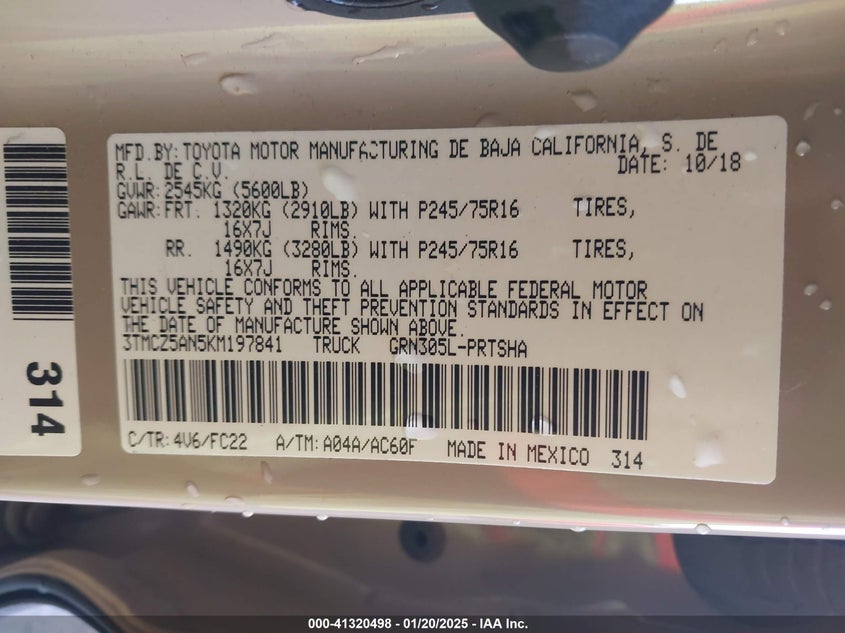 MFD.BY:TOYOTA MOTOR MANUFACTURING DE BAJA CALIFORNIA, S. DE
R.L. DE C.V. DATE: 10/18
GVWR:2545KG (5600LB)
GAWR:FRT. 1320KG (2910LB) WITH P245/75R16 TIRES,
16X7J RIMS.
RR. 1490KG (3280LB) WITH P245/75R16 TIRES,
16X7J RIMS.
THIS VEHICLE CONFORMS TO ALL APPLICABLE FEDERAL MOTOR
VEHICLE SAFETY AND THEFT PREVENTION STANDARDS IN EFFECT ON
THE DATE OF MANUFACTURE SHOWN ABOVE.
3TMCZ5AN5KM197841 TRUCK GRN305L-PRTSHA
C/TR:4V6/FC22 A/TM:A04A/AC60F MADE IN MEXICO 314
314
000-41320498 - 01/20/2025 - IAA Inc.